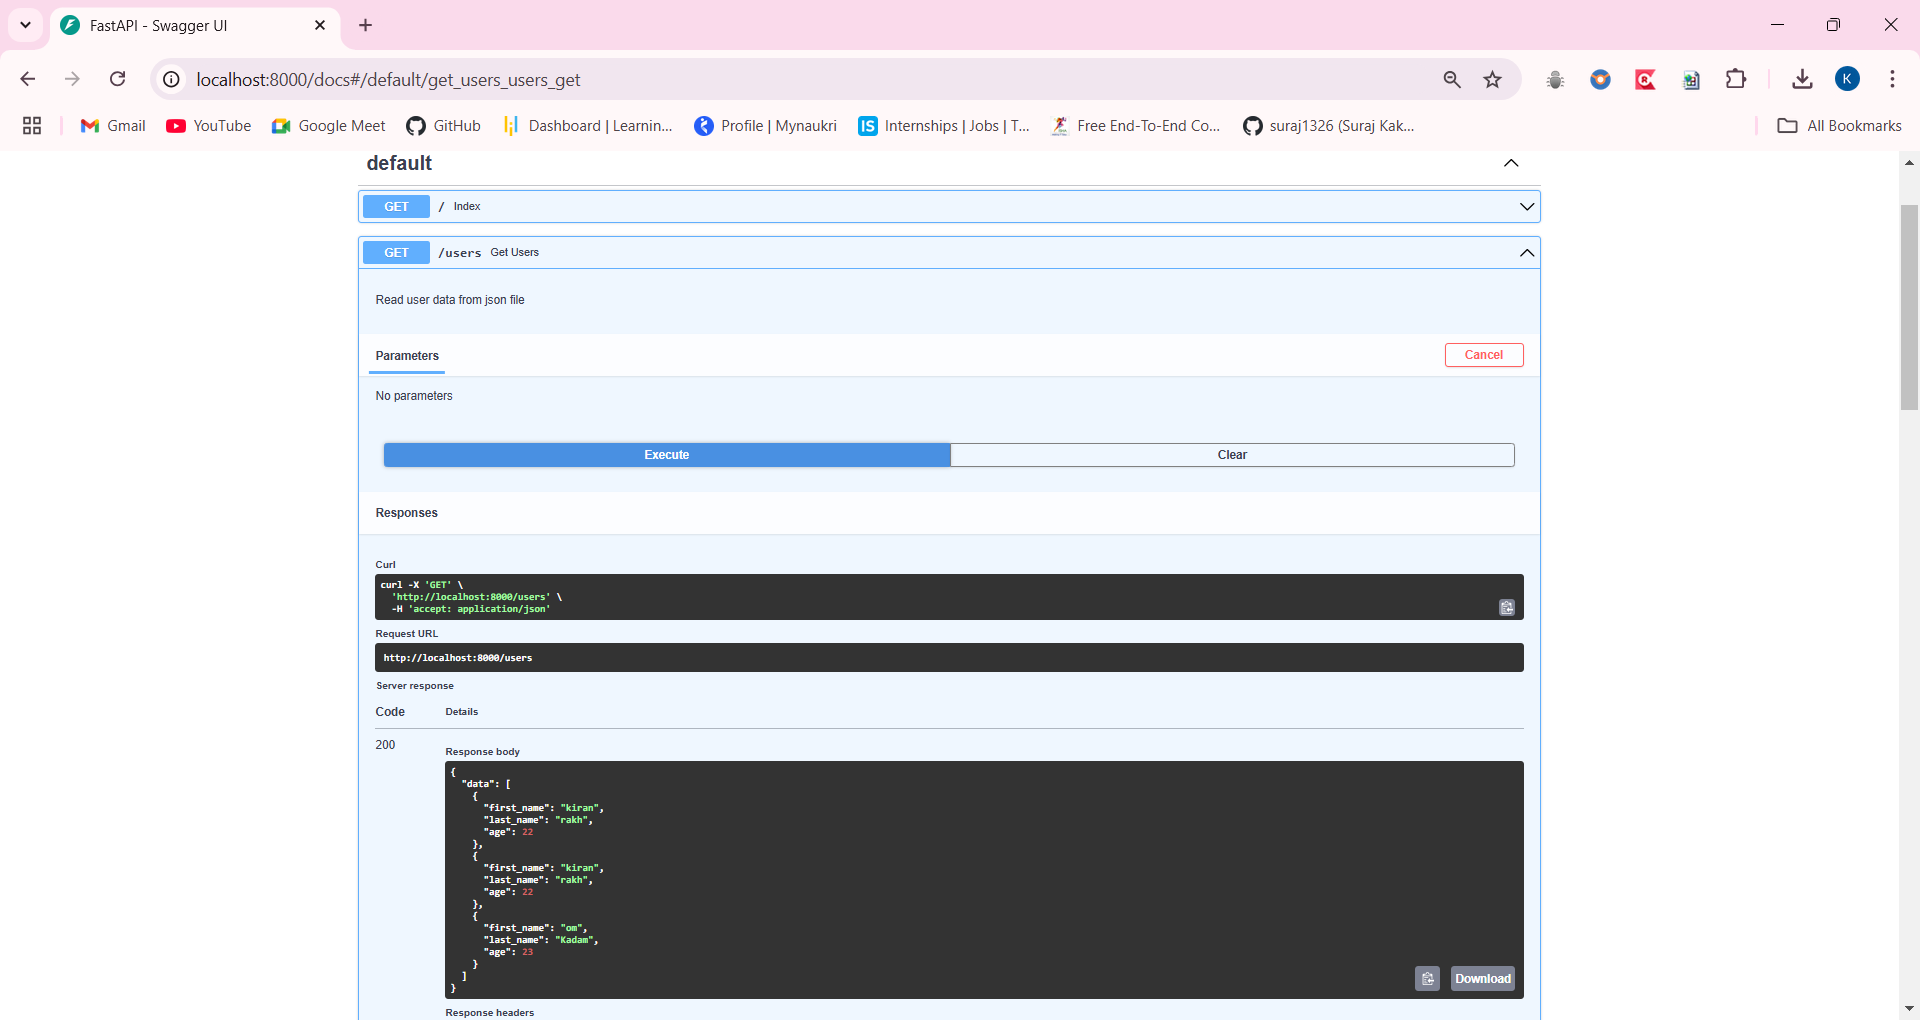 FastAPI - Swagger UI
localhost:8000/docs#/default/get_users_users_get
K
Gmail
YouTube
Google Meet
GitHub
Dashboard | Learnin...
Profile | Mynaukri
IS
Internships | Jobs | T...
Free End-To-End Co...
suraj1326 (Suraj Kak...
All Bookmarks
default
GET / Index
GET /users Get Users
Read user data from json file
Parameters
Cancel
No parameters
Execute
Clear
Responses
Curl
curl -X 'GET' \
'http://localhost:8000/users' \
-H 'accept: application/json'
Request URL
http://localhost:8000/users
Server response
Code Details
200
Response body
{
"data": [
{
"first_name": "kiran",
"last_name": "rakh",
"age": 22
},
{
"first_name": "kiran",
"last_name": "rakh",
"age": 22
},
{
"first_name": "om",
"last_name": "Kadam",
"age": 23
}
]
}
Download
Response headers